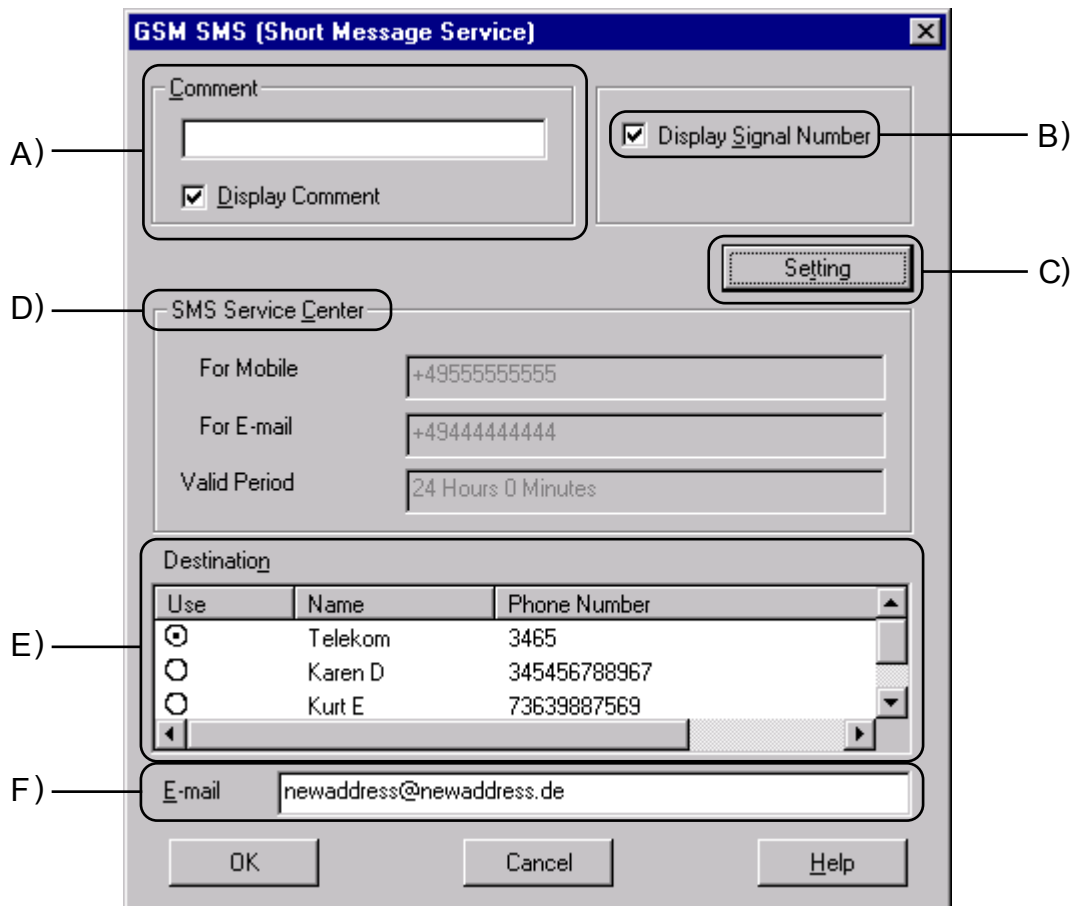 GSM SMS (Short Message Service)
Comment
A)
Display Signal Number
B)
Display Comment
Setting
C)
D)
SMS Service Center
For Mobile
+49555555555
For E-mail
+49444444444
Valid Period
24 Hours 0 Minutes
Destination
Use Name Phone Number
E)
Telekom 3465
Karen D 345456788967
Kurt E 73639887569
F)
E-mail newaddress@newaddress.de
OK Cancel Help